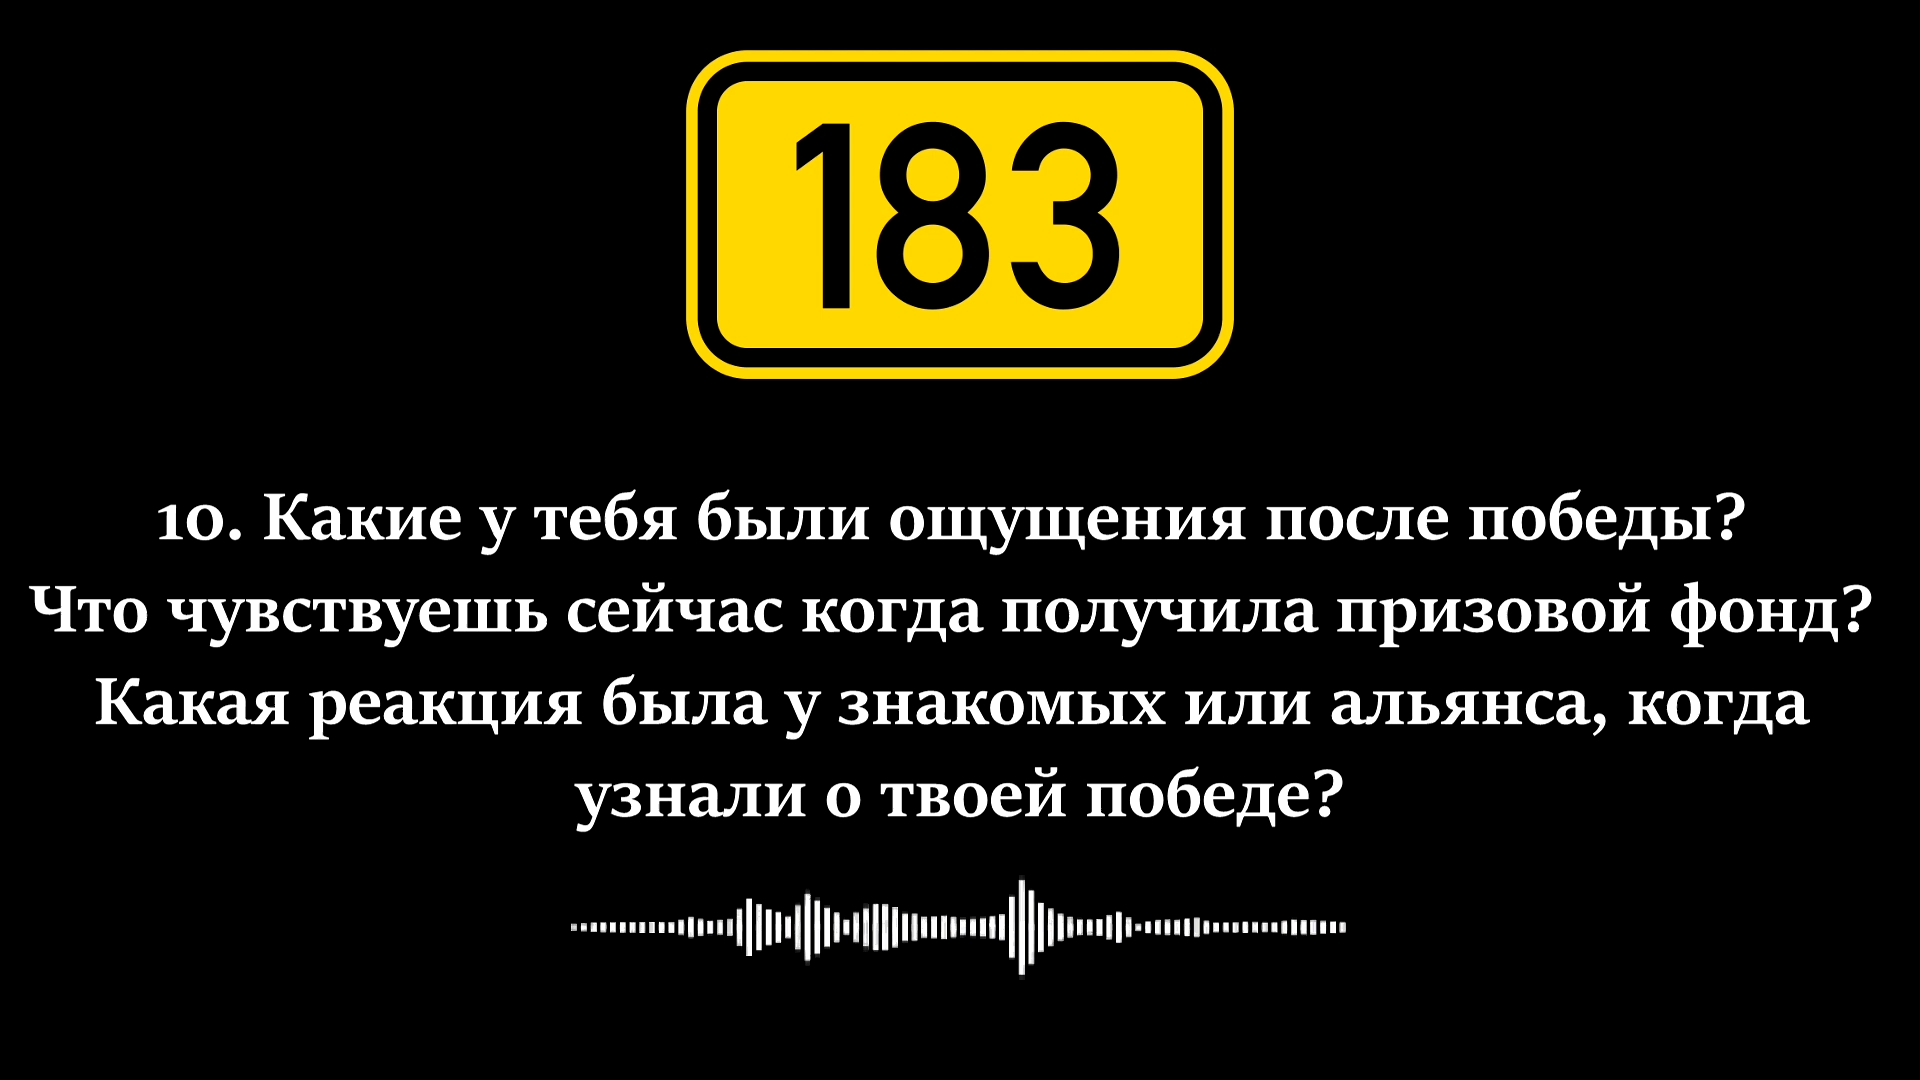 183
10. Какие у тебя были ощущения после победы?
Что чувствуешь сейчас когда получила призовой фонд?
Какая реакция была у знакомых или альянса, когда
узнали о твоей победе?